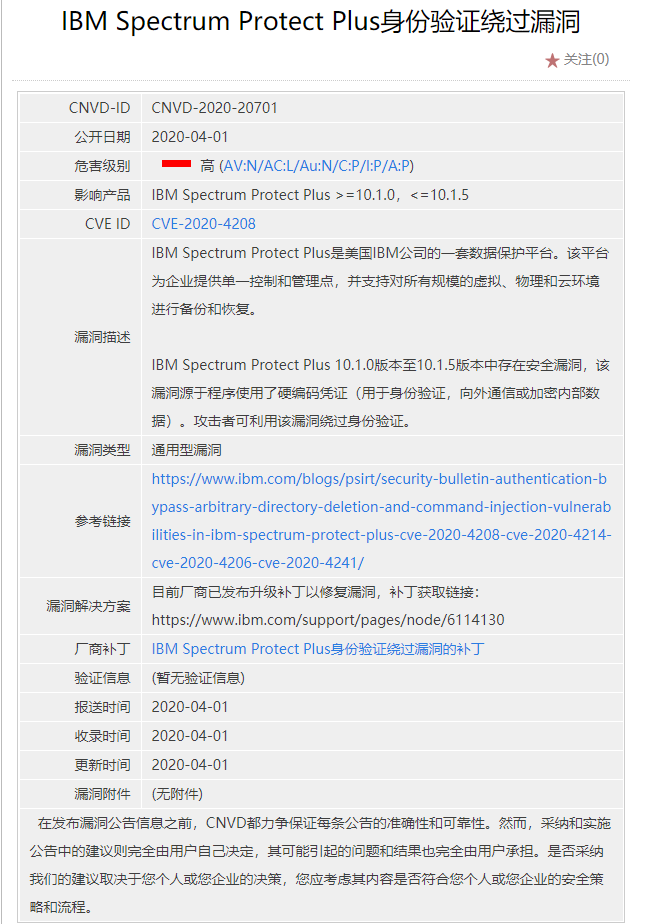 IBM Spectrum Protect Plus身份验证绕过漏洞
★ 关注(0)
CNVD-ID CNVD-2020-20701
公开日期 2020-04-01
危害级别 高 (AV:N/AC:L/Au:N/C:P/I:P/A:P)
影响产品 IBM Spectrum Protect Plus >=10.1.0，<=10.1.5
CVE ID CVE-2020-4208
漏洞描述
IBM Spectrum Protect Plus是美国IBM公司的一套数据保护平台。该平台
为企业提供单一控制和管理点，并支持对所有规模的虚拟、物理和云环境
进行备份和恢复。
IBM Spectrum Protect Plus 10.1.0版本至10.1.5版本中存在安全漏洞，该
漏洞源于程序使用了硬编码凭证（用于身份验证，向外通信或加密内部数
据）。攻击者可利用该漏洞绕过身份验证。
漏洞类型 通用型漏洞
参考链接
https://www.ibm.com/blogs/psirt/security-bulletin-authentication-b
ypass-arbitrary-directory-deletion-and-command-injection-vulnerab
ilities-in-ibm-spectrum-protect-plus-cve-2020-4208-cve-2020-4214-
cve-2020-4206-cve-2020-4241/
漏洞解决方案
目前厂商已发布升级补丁以修复漏洞，补丁获取链接：
https://www.ibm.com/support/pages/node/6114130
厂商补丁 IBM Spectrum Protect Plus身份验证绕过漏洞的补丁
验证信息 (暂无验证信息)
报送时间 2020-04-01
收录时间 2020-04-01
更新时间 2020-04-01
漏洞附件 (无附件)
在发布漏洞公告信息之前，CNVD都力争保证每条公告的准确性和可靠性。然而，采纳和实施
公告中的建议则完全由用户自己决定，其可能引起的问题和结果也完全由用户承担。是否采纳
我们的建议取决于您个人或您企业的决策，您应考虑其内容是否符合您个人或您企业的安全策
略和流程。